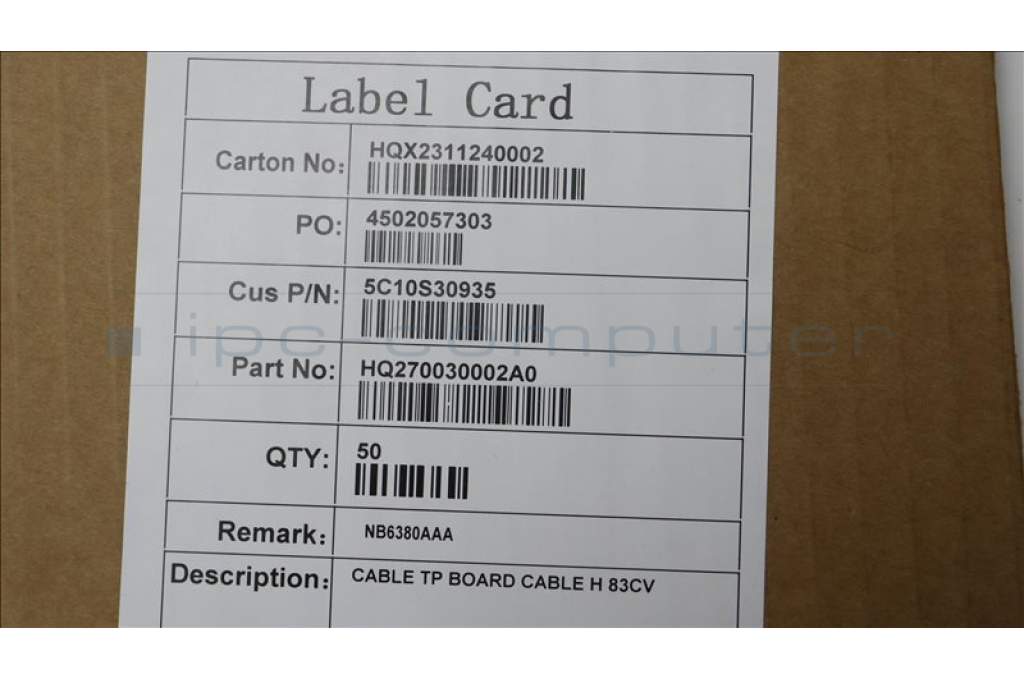 Label Card
Carton No: HQX2311240002
PO: 4502057303
Cus P/N: 5C10S30935
ipc-computer
Part No: HQ270030002A0
QTY: 50
Remark: NB6380AAA
Description: CABLE TP BOARD CABLE H 83CV